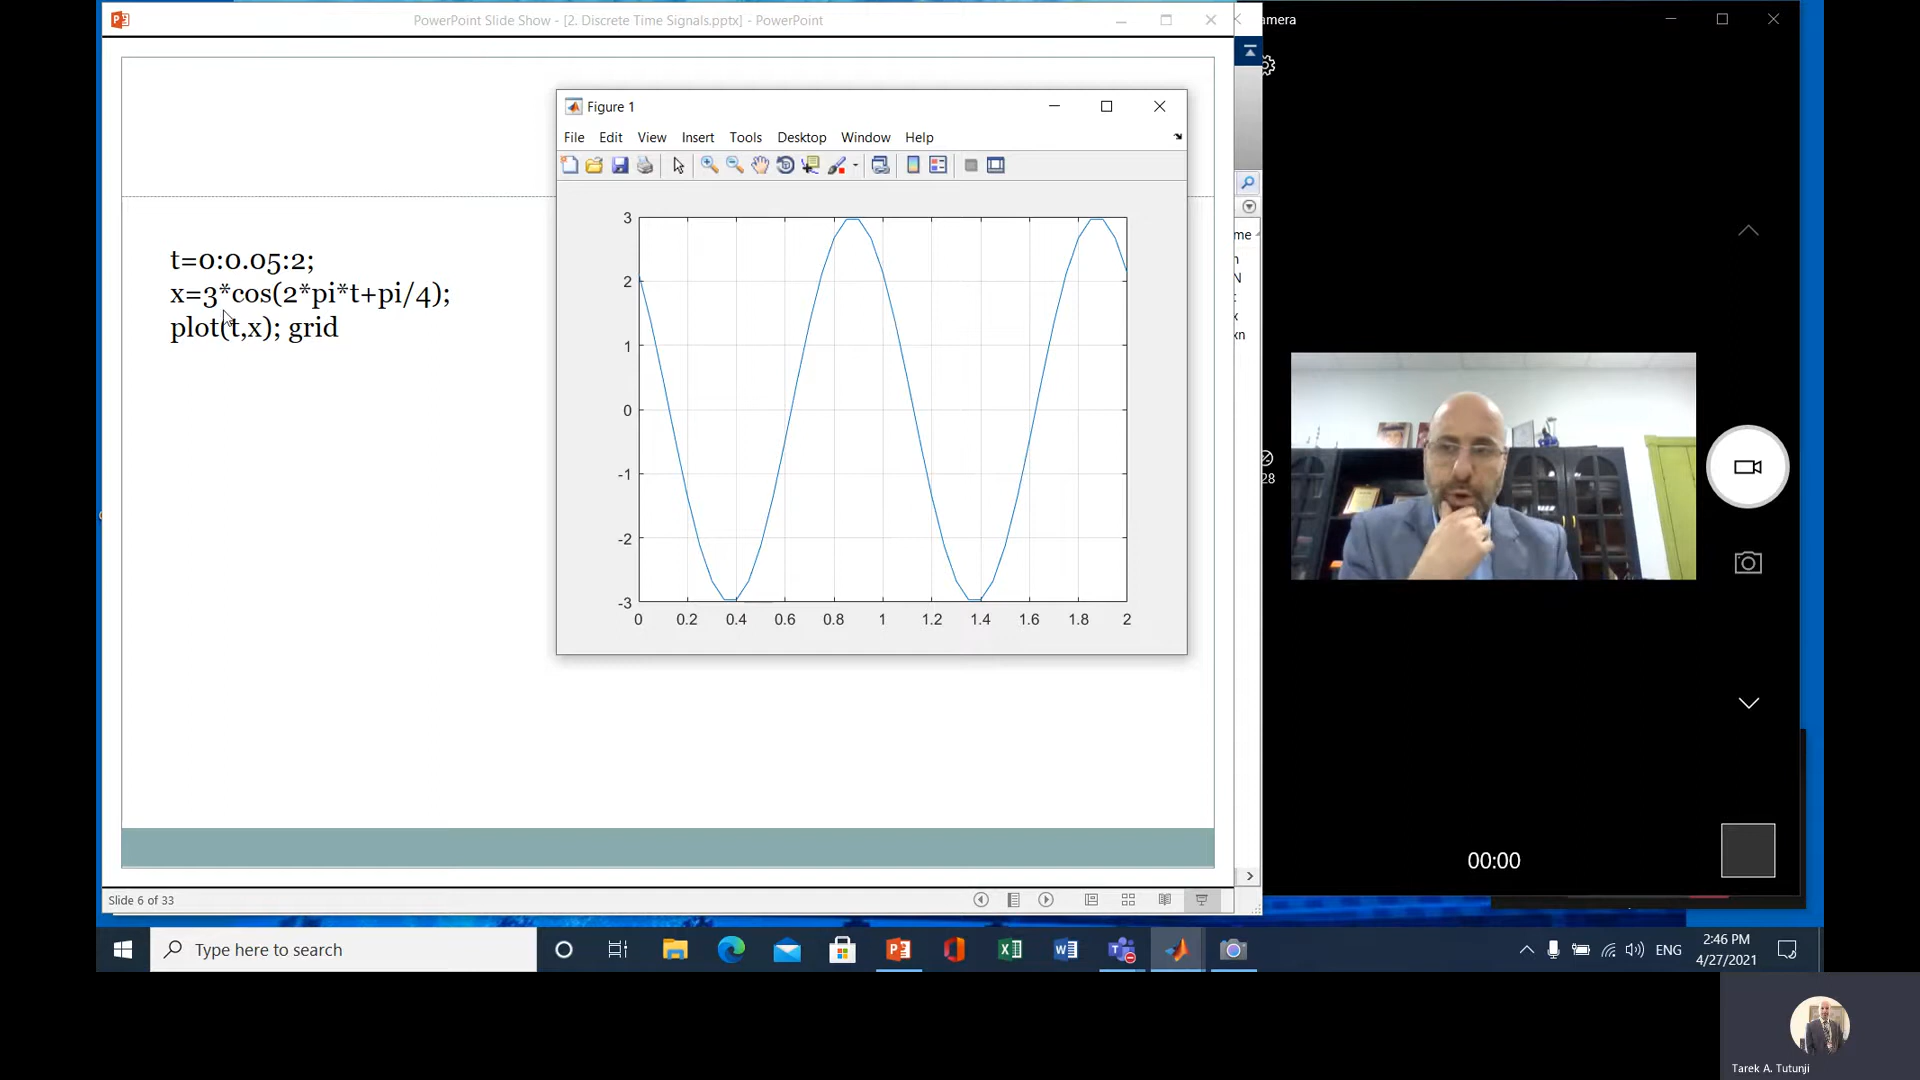 PowerPoint Slide Show - [2. Discrete Time Signals.pptx] - PowerPoint
amera
Figure 1
File Edit View Insert Tools Desktop Window Help
t=0:0.05:2;
x=3*cos(2*pi*t+pi/4);
plot(t,x); grid
3
2
1
0
-1
-2
-3
0 0.2 0.4 0.6 0.8 1 1.2 1.4 1.6 1.8 2
me
n
N
t
x
xn
28
00:00
Slide 6 of 33
Type here to search
ENG
2:46 PM
4/27/2021
Tarek A. Tutunji